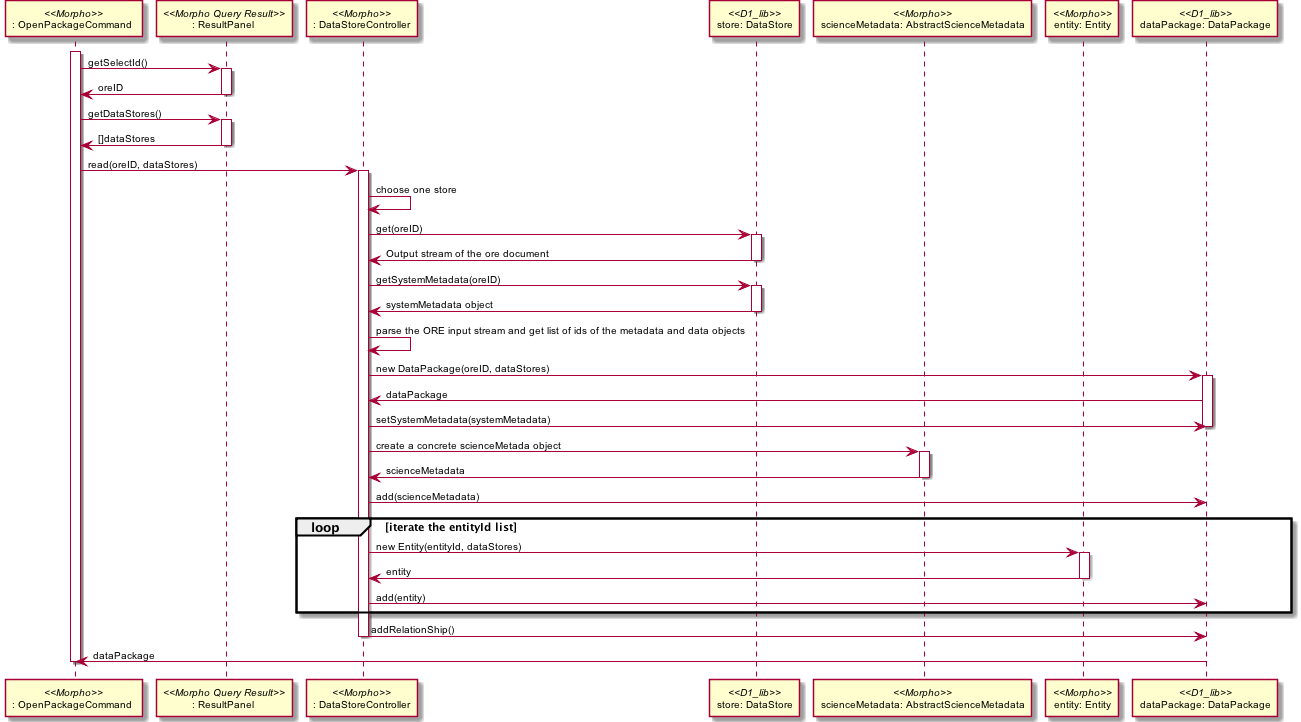 <<Morpho>>
: OpenPackageCommand
<<Morpho Query Result>>
: ResultPanel
<<Morpho>>
: DataStoreController
<<D1_lib>>
store: DataStore
<<Morpho>>
scienceMetadata: AbstractScienceMetadata
<<Morpho>>
entity: Entity
<<D1_lib>>
dataPackage: DataPackage
getSelectId()
oreID
getDataStores()
[]dataStores
read(oreID, dataStores)
choose one store
get(oreID)
Output stream of the ore document
getSystemMetadata(oreID)
systemMetadata object
parse the ORE input stream and get list of ids of the metadata and data objects
new DataPackage(oreID, dataStores)
dataPackage
setSystemMetadata(systemMetadata)
create a concrete scienceMetada object
scienceMetadata
add(scienceMetadata)
loop [iterate the entityId list]
new Entity(entityId, dataStores)
entity
add(entity)
addRelationShip()
dataPackage
<<Morpho>>
: OpenPackageCommand
<<Morpho Query Result>>
: ResultPanel
<<Morpho>>
: DataStoreController
<<D1_lib>>
store: DataStore
<<Morpho>>
scienceMetadata: AbstractScienceMetadata
<<Morpho>>
entity: Entity
<<D1_lib>>
dataPackage: DataPackage